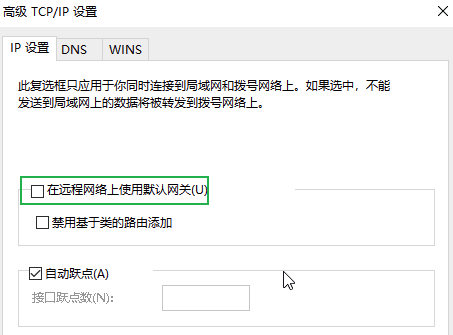 高级 TCP/IP 设置
IP 设置 DNS WINS
此复选框只应用于你同时连接到局域网和拨号网络上。如果选中，不能
发送到局域网上的数据将被转发到拨号网络上。
在远程网络上使用默认网关(U)
禁用基于类的路由添加
自动跃点(A)
接口跃点数(N):